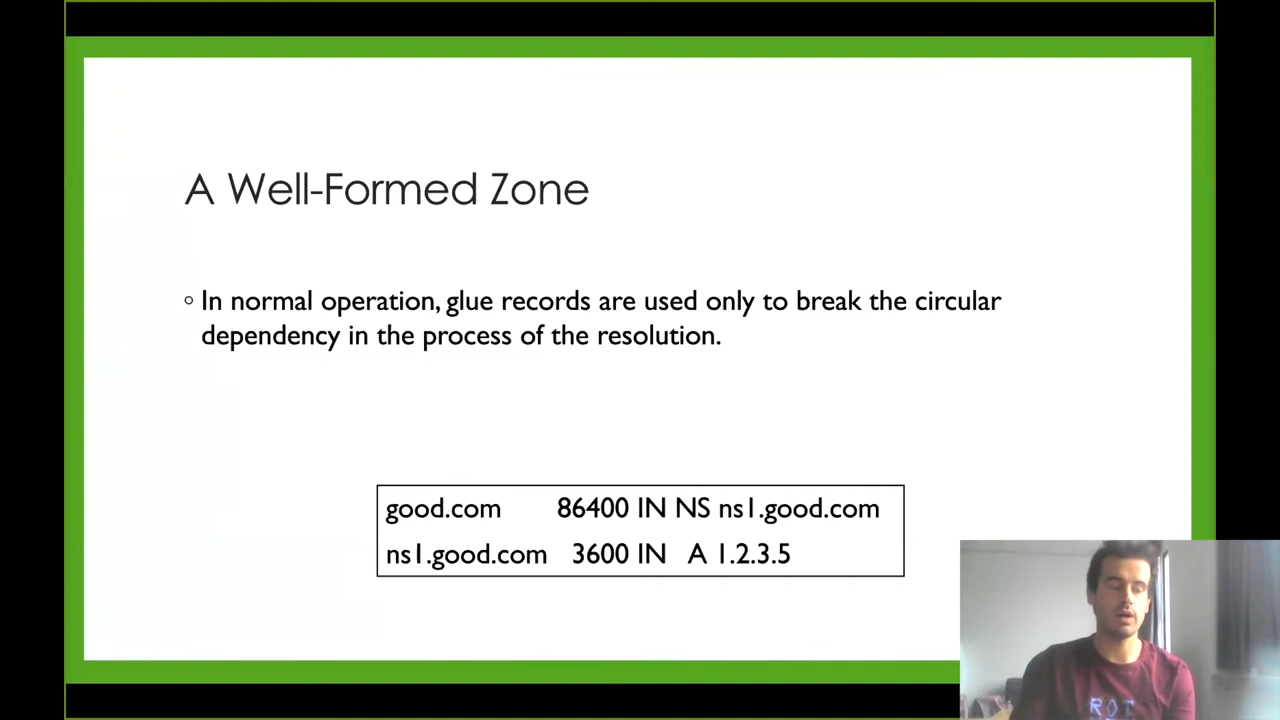 A Well-Formed Zone
In normal operation, glue records are used only to break the circular
dependency in the process of the resolution.
good.com 86400 IN NS ns1.good.com
ns1.good.com 3600 IN A 1.2.3.5
ROT